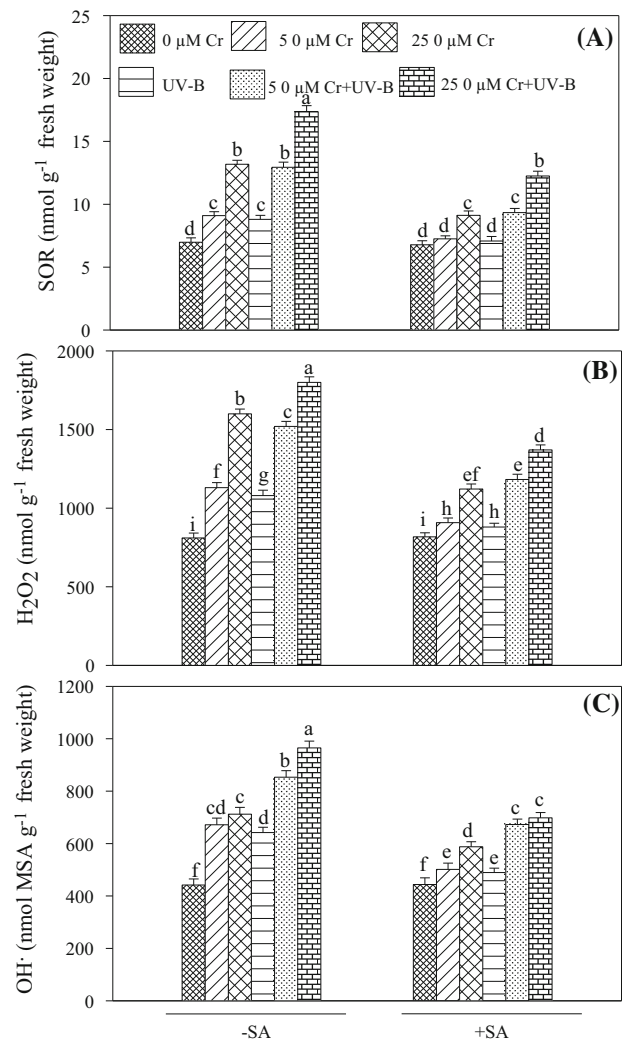 25
0 µM Cr
5 0 µM Cr
25 0 µM Cr
(A)
UV-B
5 0 µM Cr+UV-B
25 0 µM Cr+UV-B
20
15
10
5
0
SOR (nmol g-1 fresh weight)
d
c
b
c
b
a
d
d
c
d
c
b
2000
(B)
1500
1000
500
0
H2O2 (nmol g-1 fresh weight)
i
f
b
g
c
a
i
h
ef
h
e
d
1200
(C)
1000
800
600
400
200
0
OH· (nmol MSA g-1 fresh weight)
f
cd
c
d
b
a
f
e
d
e
c
c
-SA
+SA